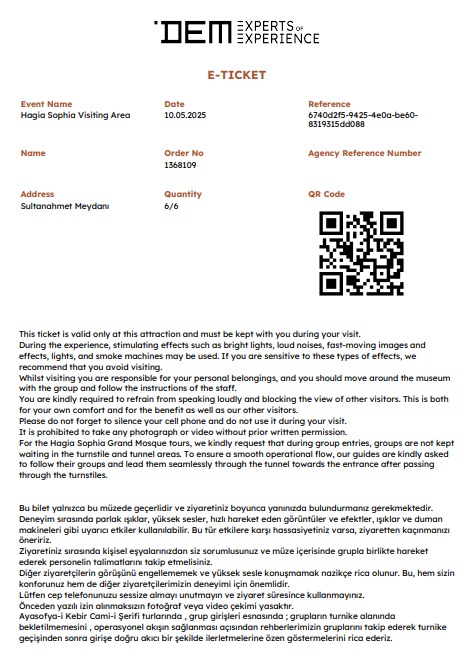 DEM EXPERTS OF
EXPERIENCE
E-TICKET
Event Name Date Reference
Hagia Sophia Visiting Area 10.05.2025 6740d2f5-9425-4e0a-be60-
8319315dd088
Name Order No Agency Reference Number
1368109
Address Quantity QR Code
Sultanahmet Meydanı 6/6
This ticket is valid only at this attraction and must be kept with you during your visit.
During the experience, stimulating effects such as bright lights, loud noises, fast-moving images and
effects, lights, and smoke machines may be used. If you are sensitive to these types of effects, we
recommend that you avoid visiting.
Whilst visiting you are responsible for your personal belongings, and you should move around the museum
with the group and follow the instructions of the staff.
You are kindly required to refrain from speaking loudly and blocking the view of other visitors. This is both
for your own comfort and for the benefit as well as our other visitors.
Please do not forget to silence your cell phone and do not use it during your visit.
It is prohibited to take any photograph or video without prior written permission.
For the Hagia Sophia Grand Mosque tours, we kindly request that during group entries, groups are not kept
waiting in the turnstile and tunnel areas. To ensure a smooth operational flow, our guides are kindly asked
to follow their groups and lead them seamlessly through the tunnel towards the entrance after passing
through the turnstiles.
Bu bilet yalnızca bu müzede geçerlidir ve ziyaretiniz boyunca yanınızda bulundurmanız gerekmektedir.
Deneyim sırasında parlak ışıklar, yüksek sesler, hızlı hareket eden görüntüler ve efektler, ışıklar ve duman
makineleri gibi uyarıcı etkiler kullanılabilir. Bu tür etkilere karşı hassasiyetiniz varsa, ziyaretten kaçınmanızı
öneririz.
Ziyaretiniz sırasında kişisel eşyalarınızdan siz sorumlusunuz ve müze içerisinde grupla birlikte hareket
ederek personelin talimatlarını takip etmelisiniz.
Diğer ziyaretçilerin görüşünü engellememek ve yüksek sesle konuşmamak nazikçe rica olunur. Bu, hem sizin
konforunuz hem de diğer ziyaretçilerimizin deneyimi için önemlidir.
Lütfen cep telefonunuzu sessize almayı unutmayın ve ziyaret süresince kullanmayınız.
Önceden yazılı izin alınmaksızın fotoğraf veya video çekimi yasaktır.
Ayasofya-i Kebir Cami-i Şerifi turlarında , grup girişleri esnasında ; grupların turnike alanında
bekletilmemesini , operasyonel akışın sağlanması açısından rehberlerimizin gruplarını takip ederek turnike
geçişinden sonra girişe doğru akıcı bir şekilde ilerletmelerine özen göstermelerini rica ederiz.